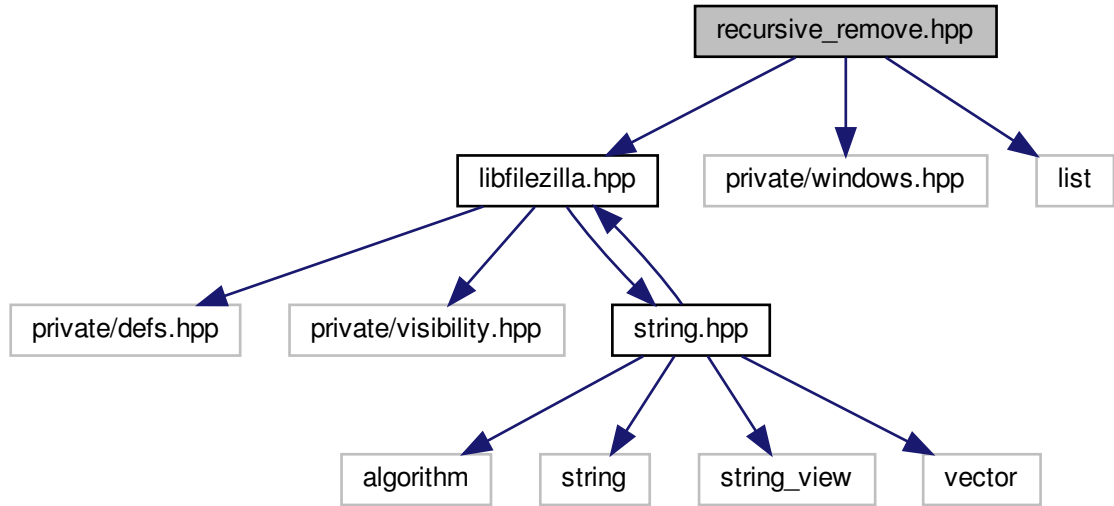 recursive_remove.hpp
libfilezilla.hpp
private/windows.hpp
list
private/defs.hpp
private/visibility.hpp
string.hpp
algorithm
string
string_view
vector